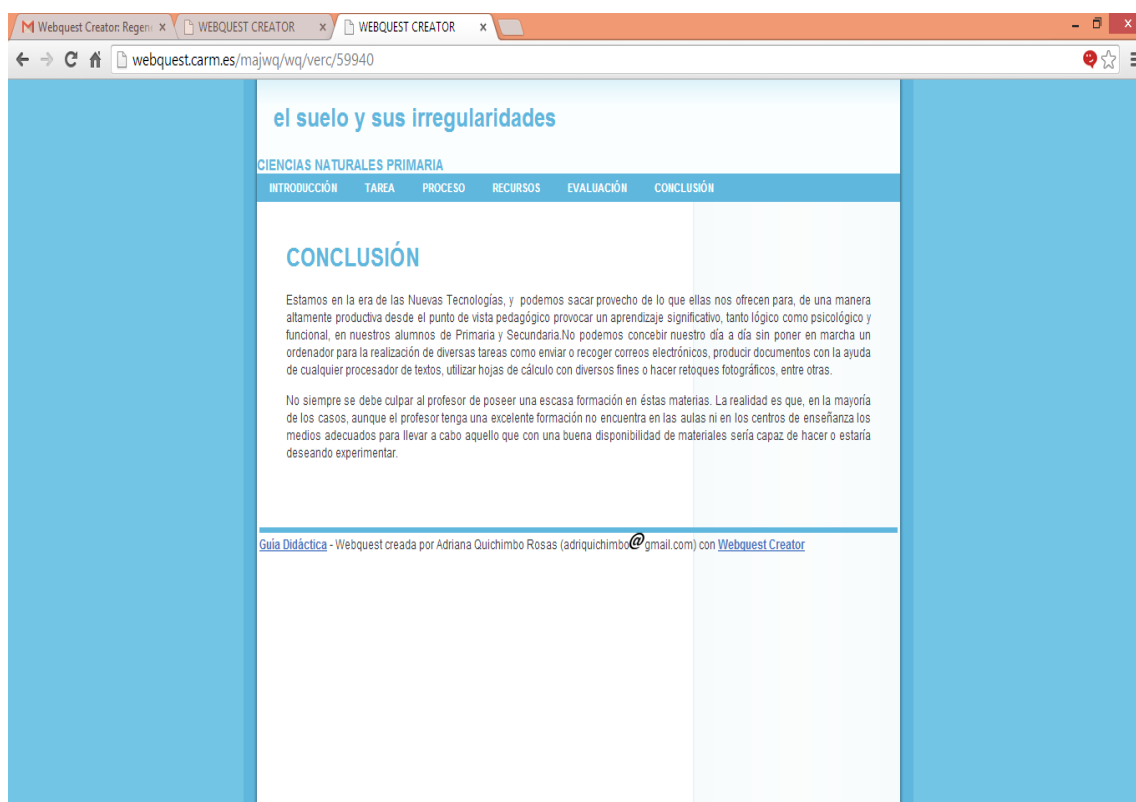 Webquest Creator: Regen
WEBQUEST CREATOR
WEBQUEST CREATOR
webquest.carm.es/majwq/wq/verc/59940
el suelo y sus irregularidades
CIENCIAS NATURALES PRIMARIA
INTRODUCCIÓN TAREA PROCESO RECURSOS EVALUACIÓN CONCLUSIÓN
CONCLUSIÓN
Estamos en la era de las Nuevas Tecnologías, y podemos sacar provecho de lo que ellas nos ofrecen para, de una manera
altamente productiva desde el punto de vista pedagógico provocar un aprendizaje significativo, tanto lógico como psicológico y
funcional, en nuestros alumnos de Primaria y Secundaria.No podemos concebir nuestro día a día sin poner en marcha un
ordenador para la realización de diversas tareas como enviar o recoger correos electrónicos, producir documentos con la ayuda
de cualquier procesador de textos, utilizar hojas de cálculo con diversos fines o hacer retoques fotográficos, entre otras.
No siempre se debe culpar al profesor de poseer una escasa formación en éstas materias. La realidad es que, en la mayoría
de los casos, aunque el profesor tenga una excelente formación no encuentra en las aulas ni en los centros de enseñanza los
medios adecuados para llevar a cabo aquello que con una buena disponibilidad de materiales sería capaz de hacer o estaría
deseando experimentar.
Guía Didáctica - Webquest creada por Adriana Quichimbo Rosas (adriquichimbo@gmail.com) con Webquest Creator